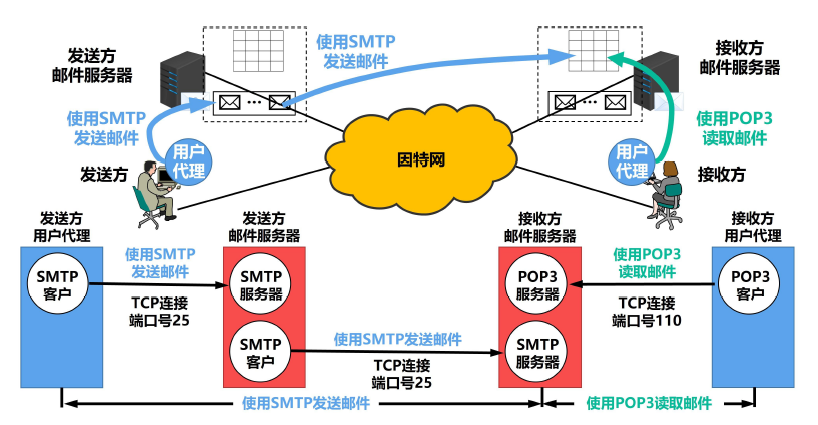 使用SMTP
发送邮件
发送方
邮件服务器
接收方
邮件服务器
...
...
使用SMTP
发送邮件
使用POP3
读取邮件
用户
代理
因特网
用户
代理
发送方
接收方
发送方
用户代理
发送方
邮件服务器
接收方
邮件服务器
接收方
用户代理
使用SMTP
发送邮件
使用POP3
读取邮件
SMTP
客户
SMTP
服务器
POP3
服务器
POP3
客户
TCP连接
端口号25
TCP连接
端口号110
使用SMTP发送邮件
SMTP
客户
SMTP
服务器
TCP连接
端口号25
使用SMTP发送邮件
使用POP3读取邮件